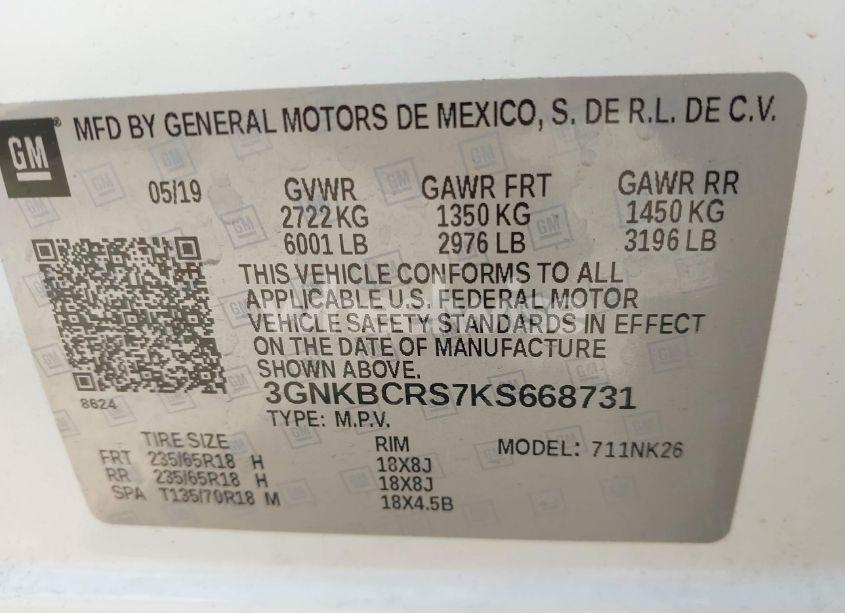 GM® MFD BY GENERAL MOTORS DE MEXICO, S. DE R.L. DE C.V.
05/19 GVWR GAWR FRT GAWR RR
2722 KG 1350 KG 1450 KG
6001 LB 2976 LB 3196 LB
THIS VEHICLE CONFORMS TO ALL
APPLICABLE U.S. FEDERAL MOTOR
VEHICLE SAFETY STANDARDS IN EFFECT
ON THE DATE OF MANUFACTURE
SHOWN ABOVE.
8624
3GNKBCRS7KS668731
TYPE: M.P.V.
TIRE SIZE RIM MODEL: 711NK26
FRT 235/65R18 H 18X8J
RR 235/65R18 H 18X8J
SPA T135/70R18 M 18X4.5B